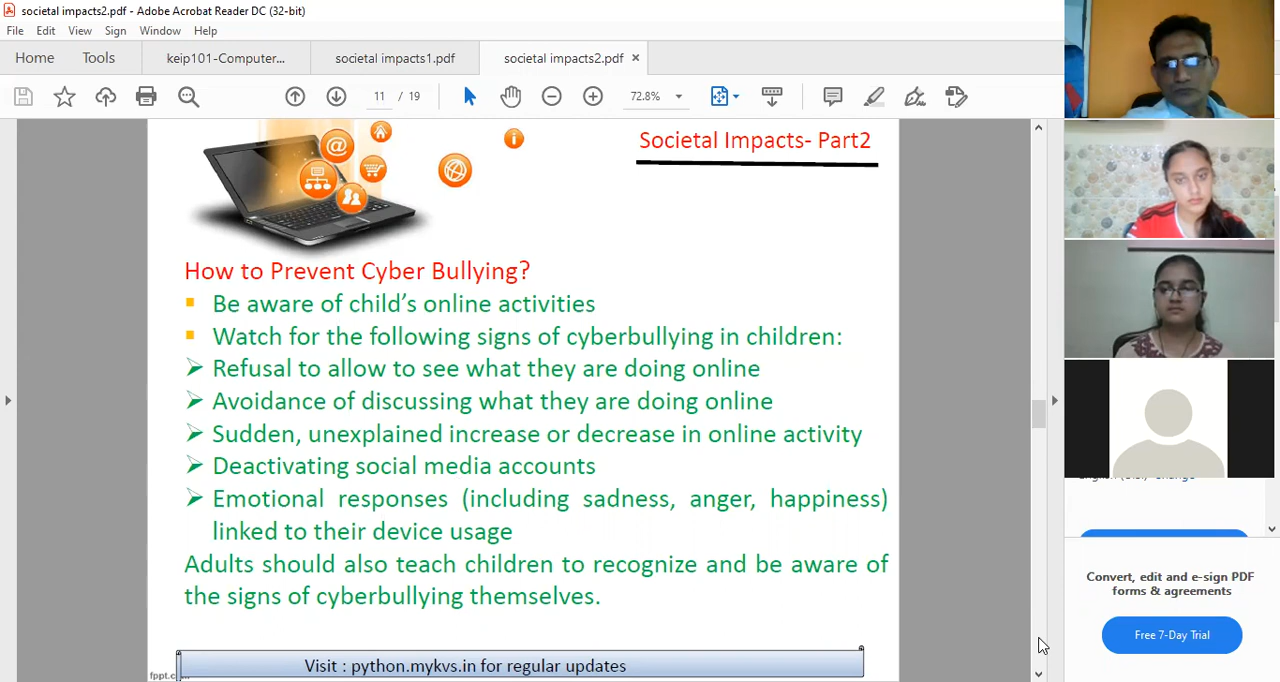 societal impacts2.pdf - Adobe Acrobat Reader DC (32-bit)
File Edit View Sign Window Help
Home Tools keip101-Computer... societal impacts1.pdf societal impacts2.pdf ×
11 / 19 72.8%
Societal Impacts- Part2
@
i
How to Prevent Cyber Bullying?
▪ Be aware of child’s online activities
▪ Watch for the following signs of cyberbullying in children:
➢ Refusal to allow to see what they are doing online
➢ Avoidance of discussing what they are doing online
➢ Sudden, unexplained increase or decrease in online activity
➢ Deactivating social media accounts
➢ Emotional responses (including sadness, anger, happiness)
linked to their device usage
Adults should also teach children to recognize and be aware of
the signs of cyberbullying themselves.
Visit : python.mykvs.in for regular updates
Convert, edit and e-sign PDF
forms & agreements
Free 7-Day Trial